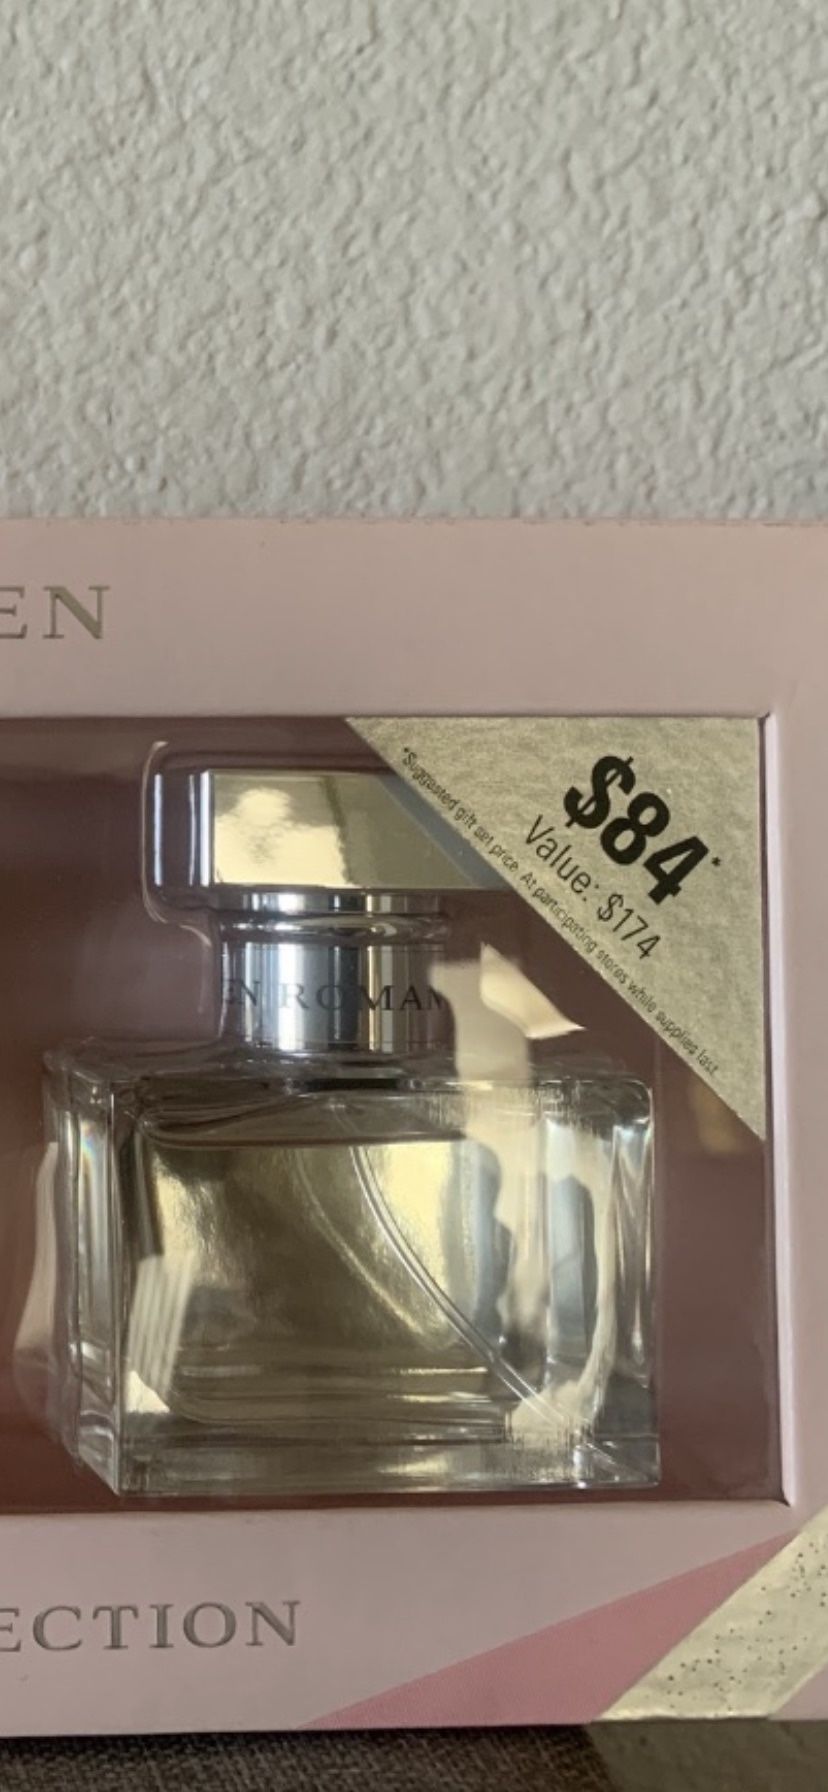 EN
$84*
Value: $174
*Suggested gift set price. At participating stores while supplies last.
EN ROMAN
ECTION